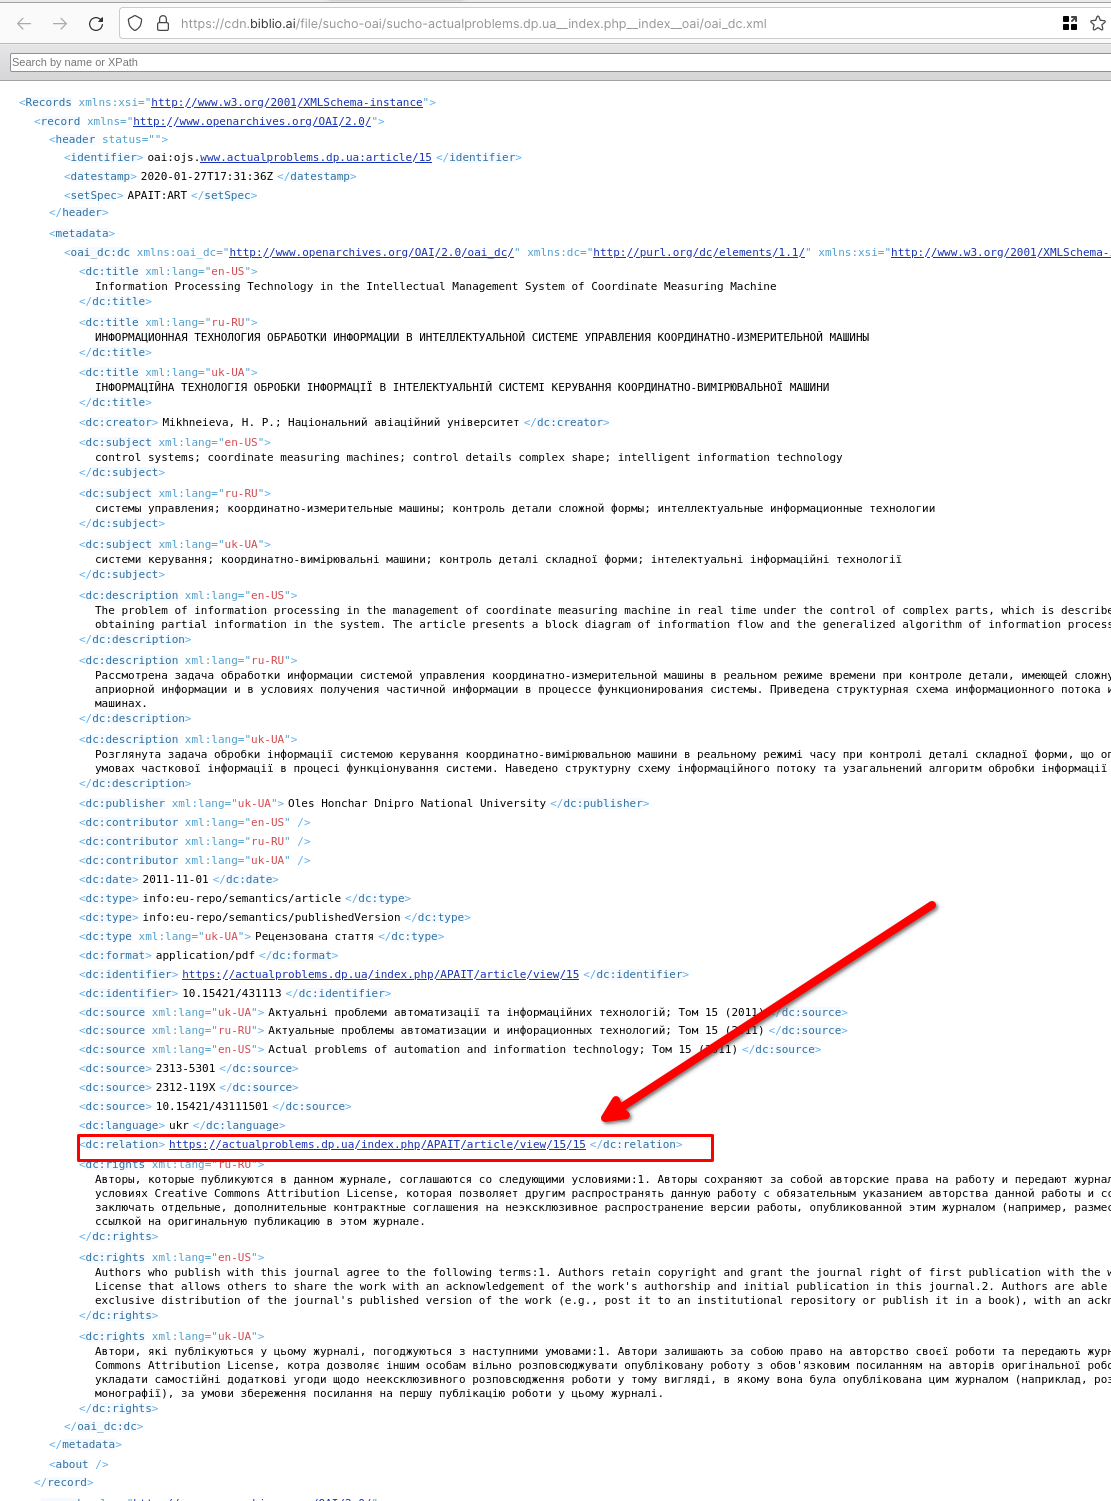 https://cdn.biblio.ai/file/sucho-oai/sucho-actualproblems.dp.ua__index.php__index__oai/oai_dc.xml
Search by name or XPath
<Records xmlns:xsi="http://www.w3.org/2001/XMLSchema-instance">
<record xmlns="http://www.openarchives.org/OAI/2.0/">
<header status="">
<identifier> oai:ojs.www.actualproblems.dp.ua:article/15 </identifier>
<datestamp> 2020-01-27T17:31:36Z </datestamp>
<setSpec> APAIT:ART </setSpec>
</header>
<metadata>
<oai_dc:dc xmlns:oai_dc="http://www.openarchives.org/OAI/2.0/oai_dc/" xmlns:dc="http://purl.org/dc/elements/1.1/" xmlns:xsi="http://www.w3.org/2001/XMLSchema-
<dc:title xml:lang="en-US">
Information Processing Technology in the Intellectual Management System of Coordinate Measuring Machine
</dc:title>
<dc:title xml:lang="ru-RU">
ИНФОРМАЦИОННАЯ ТЕХНОЛОГИЯ ОБРАБОТКИ ИНФОРМАЦИИ В ИНТЕЛЛЕКТУАЛЬНОЙ СИСТЕМЕ УПРАВЛЕНИЯ КООРДИНАТНО-ИЗМЕРИТЕЛЬНОЙ МАШИНЫ
</dc:title>
<dc:title xml:lang="uk-UA">
ІНФОРМАЦІЙНА ТЕХНОЛОГІЯ ОБРОБКИ ІНФОРМАЦІЇ В ІНТЕЛЕКТУАЛЬНІЙ СИСТЕМІ КЕРУВАННЯ КООРДИНАТНО-ВИМІРЮВАЛЬНОЇ МАШИНИ
</dc:title>
<dc:creator> Mikhneieva, H. P.; Національний авіаційний університет </dc:creator>
<dc:subject xml:lang="en-US">
control systems; coordinate measuring machines; control details complex shape; intelligent information technology
</dc:subject>
<dc:subject xml:lang="ru-RU">
системы управления; координатно-измерительные машины; контроль детали сложной формы; интеллектуальные информационные технологии
</dc:subject>
<dc:subject xml:lang="uk-UA">
системи керування; координатно-вимірювальні машини; контроль деталі складної форми; інтелектуальні інформаційні технології
</dc:subject>
<dc:description xml:lang="en-US">
The problem of information processing in the management of coordinate measuring machine in real time under the control of complex parts, which is describe
obtaining partial information in the system. The article presents a block diagram of information flow and the generalized algorithm of information process
</dc:description>
<dc:description xml:lang="ru-RU">
Рассмотрена задача обработки информации системой управления координатно-измерительной машины в реальном режиме времени при контроле детали, имеющей сложну
априорной информации и в условиях получения частичной информации в процессе функционирования системы. Приведена структурная схема информационного потока и
машинах.
</dc:description>
<dc:description xml:lang="uk-UA">
Розглянута задача обробки інформації системою керування координатно-вимірювальною машини в реальному режимі часу при контролі деталі складної форми, що оп
умовах часткової інформації в процесі функціонування системи. Наведено структурну схему інформаційного потоку та узагальнений алгоритм обробки інформації
</dc:description>
<dc:publisher xml:lang="uk-UA"> Oles Honchar Dnipro National University </dc:publisher>
<dc:contributor xml:lang="en-US" />
<dc:contributor xml:lang="ru-RU" />
<dc:contributor xml:lang="uk-UA" />
<dc:date> 2011-11-01 </dc:date>
<dc:type> info:eu-repo/semantics/article </dc:type>
<dc:type> info:eu-repo/semantics/publishedVersion </dc:type>
<dc:type xml:lang="uk-UA"> Рецензована стаття </dc:type>
<dc:format> application/pdf </dc:format>
<dc:identifier> https://actualproblems.dp.ua/index.php/APAIT/article/view/15 </dc:identifier>
<dc:identifier> 10.15421/431113 </dc:identifier>
<dc:source xml:lang="uk-UA"> Актуальні проблеми автоматизації та інформаційних технологій; Том 15 (2011) </dc:source>
<dc:source xml:lang="ru-RU"> Актуальные проблемы автоматизации и инфорационных технологий; Том 15 (2011) </dc:source>
<dc:source xml:lang="en-US"> Actual problems of automation and information technology; Том 15 (2011) </dc:source>
<dc:source> 2313-5301 </dc:source>
<dc:source> 2312-119X </dc:source>
<dc:source> 10.15421/43111501 </dc:source>
<dc:language> ukr </dc:language>
<dc:relation> https://actualproblems.dp.ua/index.php/APAIT/article/view/15/15 </dc:relation>
<dc:rights xml:lang="ru-RU">
Авторы, которые публикуются в данном журнале, соглашаются со следующими условиями:1. Авторы сохраняют за собой авторские права на работу и передают журнал
условиях Creative Commons Attribution License, которая позволяет другим распространять данную работу с обязательным указанием авторства данной работы и сс
заключать отдельные, дополнительные контрактные соглашения на неэксклюзивное распространение версии работы, опубликованной этим журналом (например, размес
ссылкой на оригинальную публикацию в этом журнале.
</dc:rights>
<dc:rights xml:lang="en-US">
Authors who publish with this journal agree to the following terms:1. Authors retain copyright and grant the journal right of first publication with the w
License that allows others to share the work with an acknowledgement of the work's authorship and initial publication in this journal.2. Authors are able
exclusive distribution of the journal's published version of the work (e.g., post it to an institutional repository or publish it in a book), with an ackn
</dc:rights>
<dc:rights xml:lang="uk-UA">
Автори, які публікуються у цьому журналі, погоджуються з наступними умовами:1. Автори залишають за собою право на авторство своєї роботи та передають журн
Commons Attribution License, котра дозволяє іншим особам вільно розповсюджувати опубліковану роботу з обов'язковим посиланням на авторів оригінальної робо
укладати самостійні додаткові угоди щодо неексклюзивного розповсюдження роботи у тому вигляді, в якому вона була опублікована цим журналом (наприклад, роз
монографії), за умови збереження посилання на першу публікацію роботи у цьому журналі.
</dc:rights>
</oai_dc:dc>
</metadata>
<about />
</record>